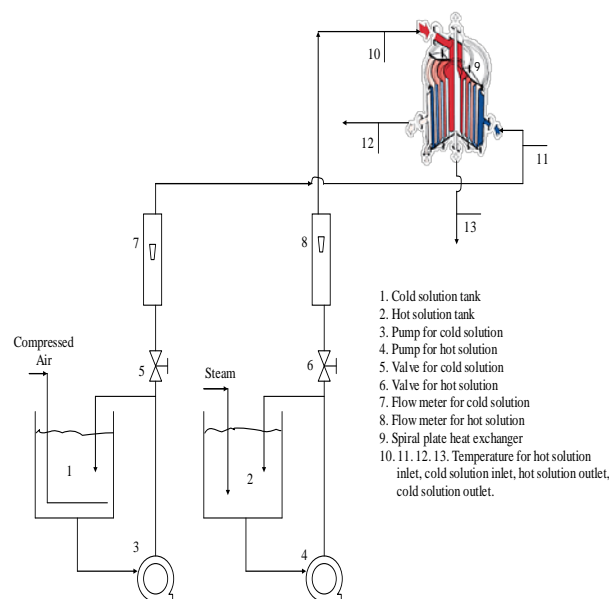 10
9
12
11
13
7
8
1. Cold solution tank
2. Hot solution tank
3. Pump for cold solution
4. Pump for hot solution
5. Valve for cold solution
6. Valve for hot solution
7. Flow meter for cold solution
8. Flow meter for hot solution
9. Spiral plate heat exchanger
10. 11. 12. 13. Temperature for hot solution
inlet, cold solution inlet, hot solution outlet,
cold solution outlet.
Compressed
Air
5
Steam
6
1
2
3
4